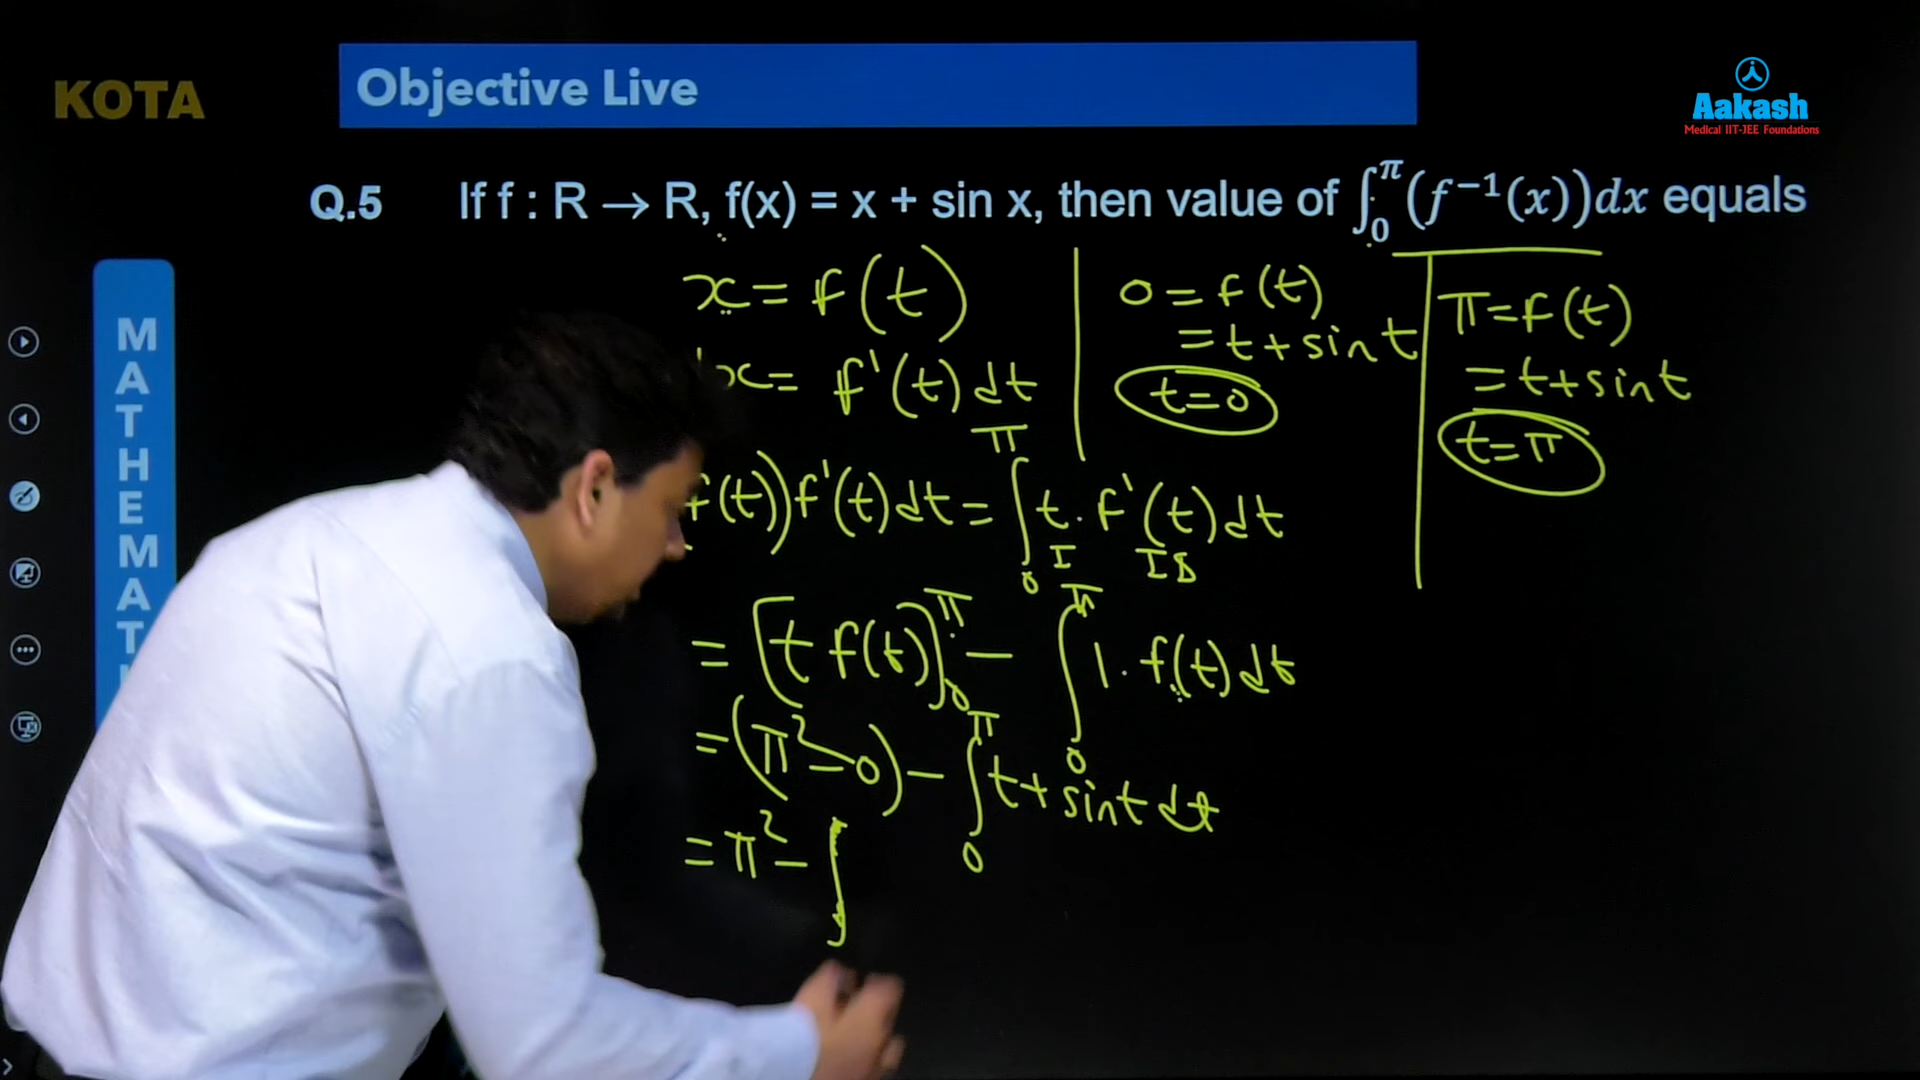 KOTA
Objective Live
Aakash
Medical IIT-JEE Foundations
Q.5 If f : R → R, f(x) = x + sin x, then value of ∫₀^π (f⁻¹(x))dx equals
MATHEMAT
x = f(t)
x = f'(t) dt
0 = f(t)
= t + sin t
t = 0
π = f(t)
= t + sin t
t = π
f(t)) f'(t) dt = ∫₀^π t . f'(t) dt
I
= [t f(t)]₀^π − ∫₀^π 1 . f(t) dt
= (π² − 0) − ∫₀^π t + sin t dt
= π² − ∫